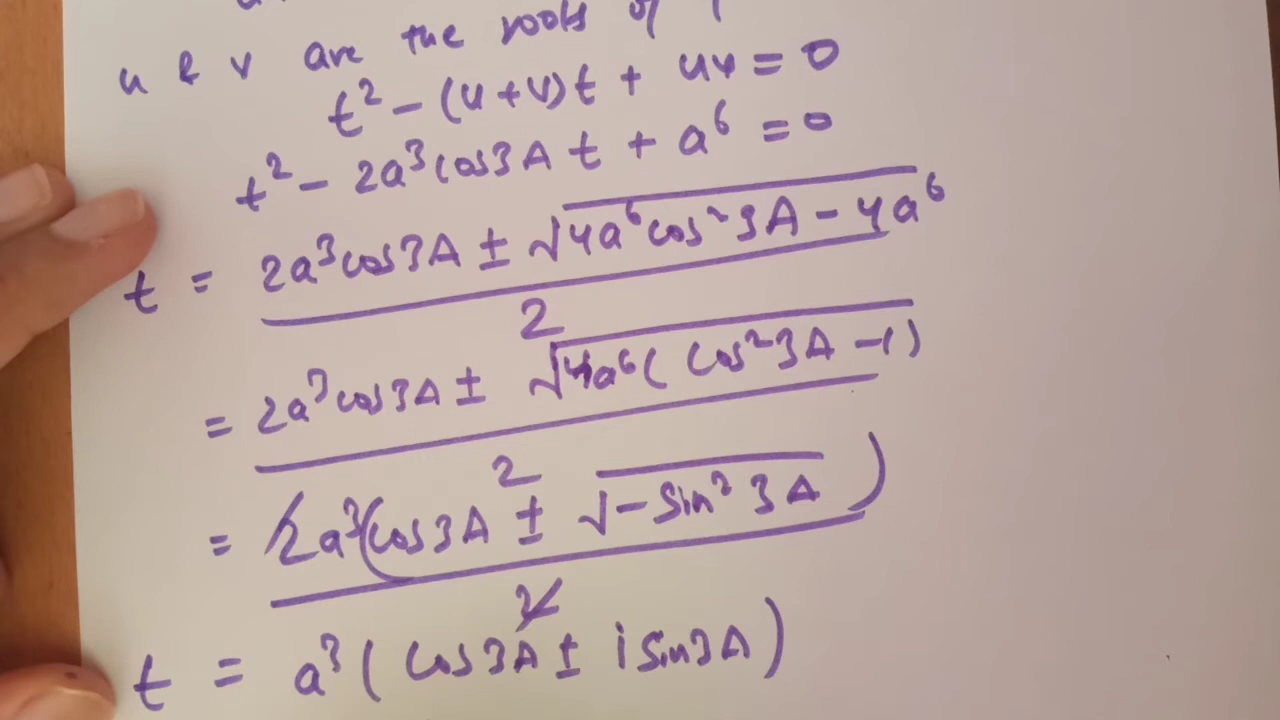 u & v are the roots of
t² - (u+v)t + uv = 0
t² - 2a³cos3A t + a⁶ = 0
t = 2a³cos3A ± √4a⁶cos²3A - 4a⁶
2
= 2a³cos3A ± √4a⁶(cos²3A - 1)
2
= 2a³(cos3A ± √-sin²3A)
2
t = a³(cos3A ± i sin3A)